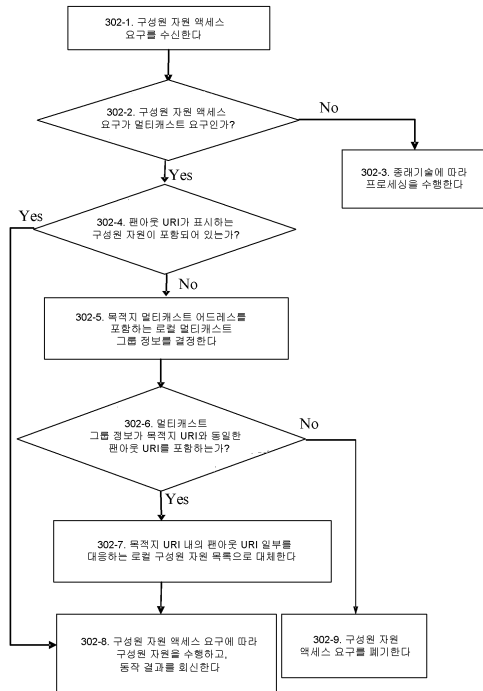 302-1. 구성원 자원 액세스
요구를 수신한다
302-2. 구성원 자원 액세스
요구가 멀티캐스트 요구인가?
No
302-3. 종래기술에 따라
프로세싱을 수행한다
Yes
Yes
302-4. 팬아웃 URI가 표시하는
구성원 자원이 포함되어 있는가?
No
302-5. 목적지 멀티캐스트 어드레스를
포함하는 로컬 멀티캐스트
그룹 정보를 결정한다
302-6. 멀티캐스트
그룹 정보가 목적지 URI와 동일한
팬아웃 URI를 포함하는가?
No
Yes
302-7. 목적지 URI 내의 팬아웃 URI 일부를
대응하는 로컬 구성원 자원 목록으로 대체한다
302-8. 구성원 자원 액세스 요구에 따라
구성원 자원을 수행하고,
동작 결과를 회신한다
302-9. 구성원 자원
액세스 요구를 폐기한다